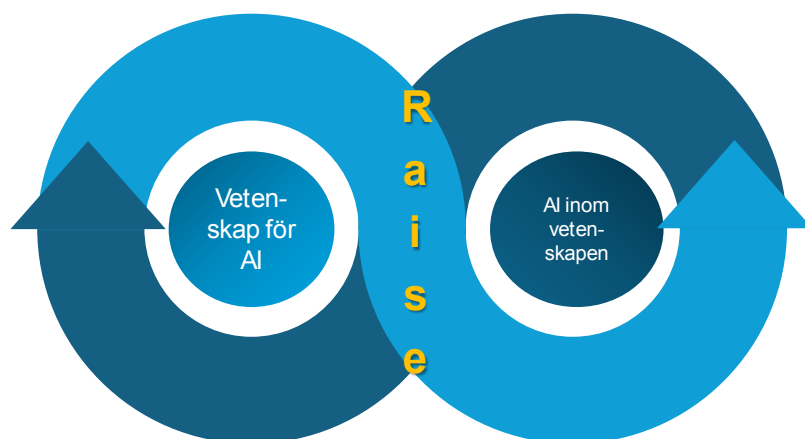 Veten-
skap för
AI
R
a
i
s
e
AI inom
veten-
skapen